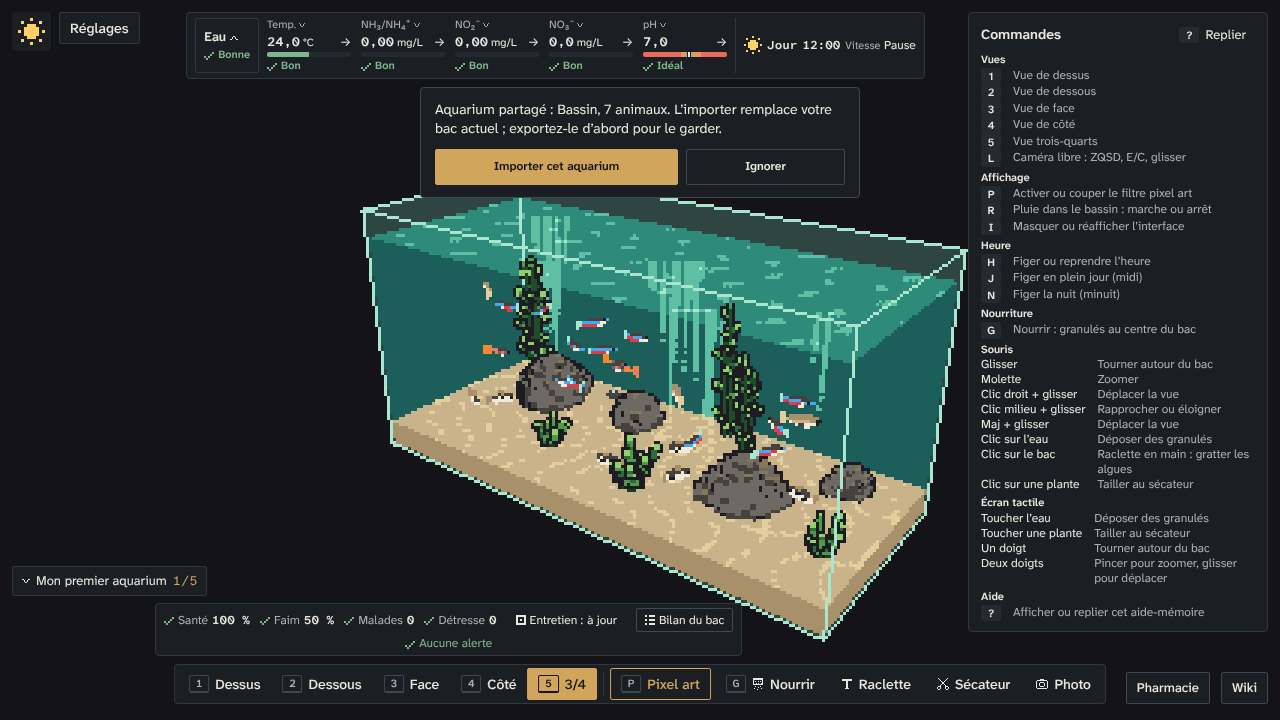 Réglages
Eau
Bonne
Temp.
24,0 °C
Bon
NH₃/NH₄⁺
0,00 mg/L
Bon
NO₂⁻
0,00 mg/L
Bon
NO₃⁻
0,0 mg/L
Bon
pH
7,0
Idéal
Jour 12:00 Vitesse Pause
Aquarium partagé : Bassin, 7 animaux. L'importer remplace votre
bac actuel ; exportez-le d'abord pour le garder.
Importer cet aquarium
Ignorer
Commandes
? Replier
Vues
1 Vue de dessus
2 Vue de dessous
3 Vue de face
4 Vue de côté
5 Vue trois-quarts
L Caméra libre : ZQSD, E/C, glisser
Affichage
P Activer ou couper le filtre pixel art
R Pluie dans le bassin : marche ou arrêt
I Masquer ou réafficher l'interface
Heure
H Figer ou reprendre l'heure
J Figer en plein jour (midi)
N Figer la nuit (minuit)
Nourriture
G Nourrir : granulés au centre du bac
Souris
Glisser Tourner autour du bac
Molette Zoomer
Clic droit + glisser Déplacer la vue
Clic milieu + glisser Rapprocher ou éloigner
Maj + glisser Déplacer la vue
Clic sur l'eau Déposer des granulés
Clic sur le bac Raclette en main : gratter les
algues
Clic sur une plante Tailler au sécateur
Écran tactile
Toucher l'eau Déposer des granulés
Toucher une plante Tailler au sécateur
Un doigt Tourner autour du bac
Deux doigts Pincer pour zoomer, glisser
pour déplacer
Aide
? Afficher ou replier cet aide-mémoire
Mon premier aquarium 1/5
Santé 100 % Faim 50 % Malades 0 Détresse 0 Entretien : à jour Bilan du bac
Aucune alerte
1 Dessus 2 Dessous 3 Face 4 Côté 5 3/4 P Pixel art G Nourrir Raclette Sécateur Photo
Pharmacie
Wiki